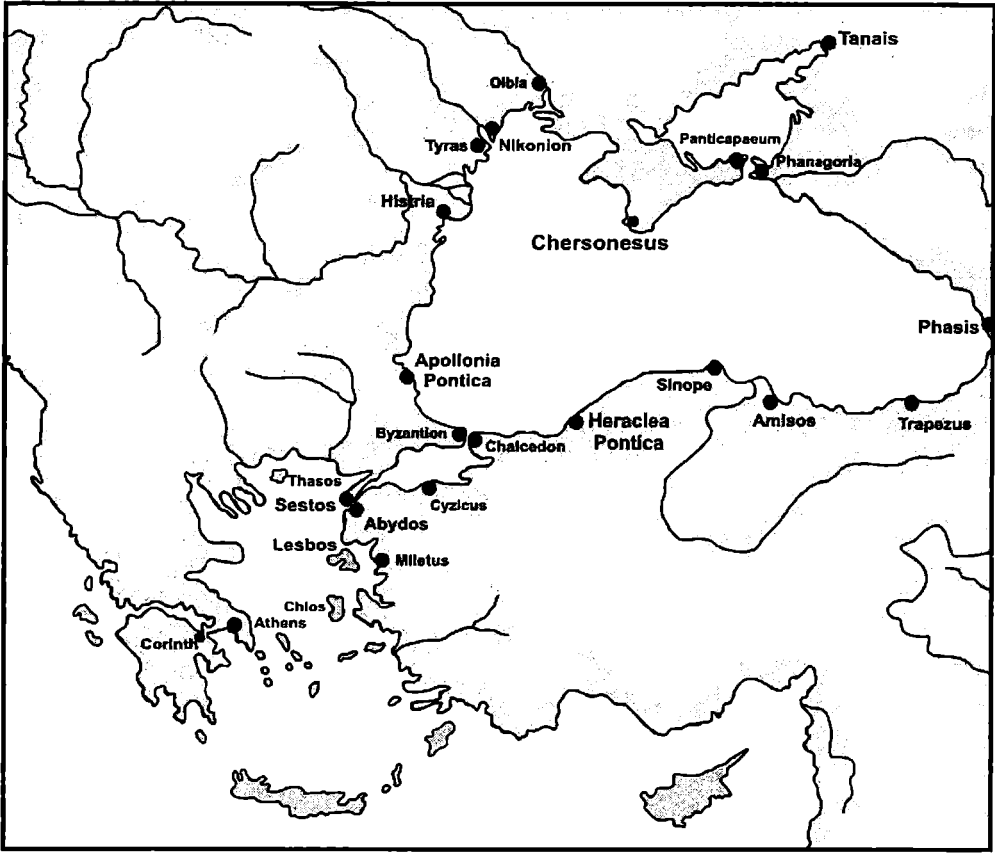 Tanais
Olbia
Nikonion
Tyras
Panticapaeum
Phanagoria
Histria
Chersonesus
Phasis
Apollonia
Pontica
Sinope
Amisos
Trapezus
Heraclea
Pontica
Byzantion
Chalcedon
Thasos
Sestos
Cyzicus
Abydos
Lesbos
Miletus
Chios
Athens
Corinth